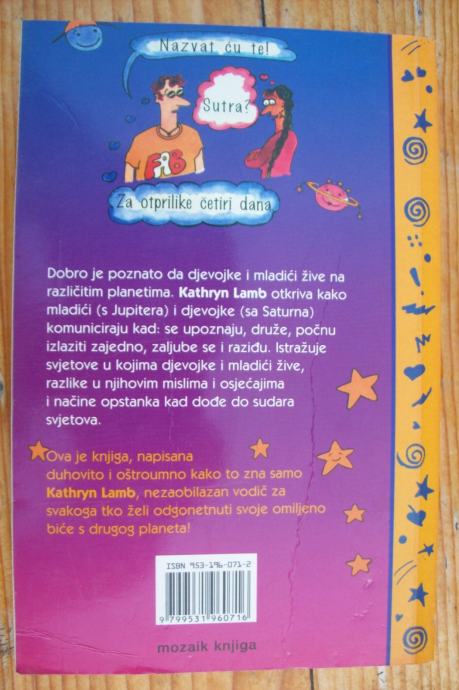 Nazvat ću te!
Sutra?
FAB
Za otprilike četiri dana
Dobro je poznato da djevojke i mladići žive na
različitim planetima. Kathryn Lamb otkriva kako
mladići (s Jupitera) i djevojke (sa Saturna)
komuniciraju kad: se upoznaju, druže, počnu
izlaziti zajedno, zaljube se i raziđu. Istražuje
svjetove u kojima djevojke i mladići žive,
razlike u njihovim mislima i osjećajima
i načine opstanka kad dođe do sudara
svjetova.
Ova je knjiga, napisana
duhovito i oštroumno kako to zna samo
Kathryn Lamb, nezaobilazan vodič za
svakoga tko želi odgonetnuti svoje omiljeno
biće s drugog planeta!
ISBN 953-196-071-2
9 799531 960716
mozaik knjiga